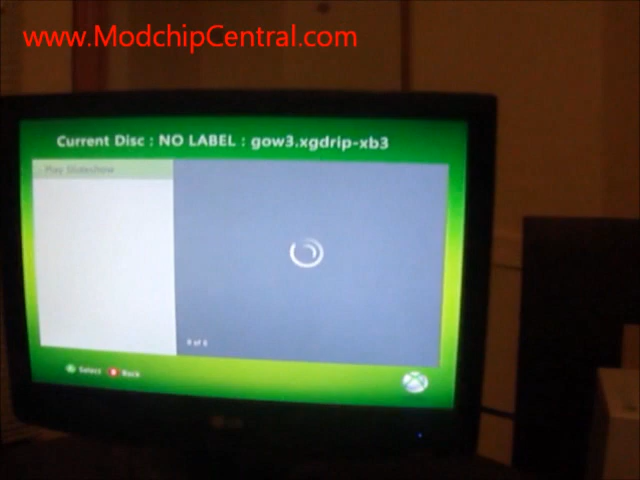 www.ModchipCentral.com
Current Disc : NO LABEL : gow3.xgdrip-xb3
Play Slideshow
Select Back